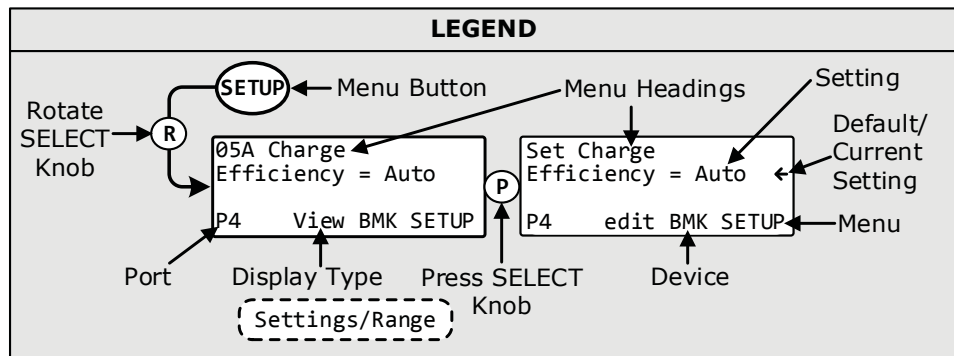 LEGEND
SETUP
Menu Button
Menu Headings
Setting
Rotate
SELECT
Knob
R
Default/
Current
Setting
05A Charge
Efficiency = Auto
P4 View BMK SETUP
P
Set Charge
Efficiency = Auto ←
P4 edit BMK SETUP
Menu
Port
Display Type
Press SELECT
Knob
Device
Settings/Range